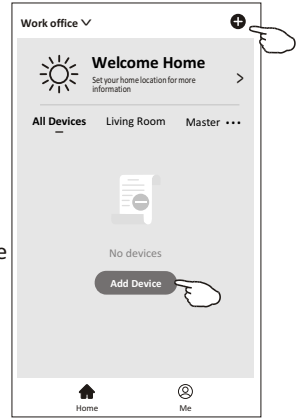 Work office
Welcome Home
Set your home location for more
information
All Devices
Living Room
Master
e
No devices
Add Device
Home
Me